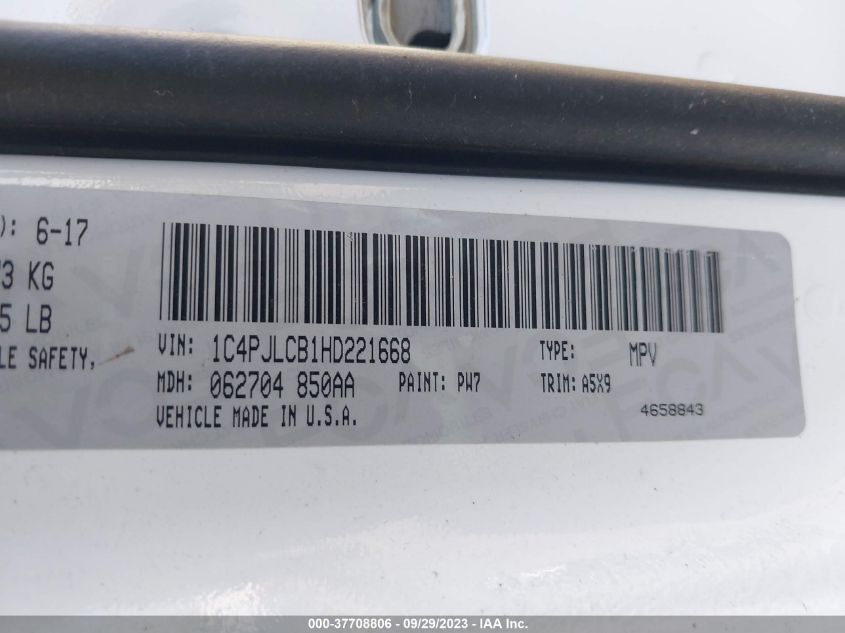 ): 6-17
3 KG
5 LB
LE SAFETY,
VIN: 1C4PJLCB1HD221668 TYPE: MPV
MDH: 062704 850AA PAINT: PW7 TRIM: A5X9
VEHICLE MADE IN U.S.A. 4658843
000-37708806 - 09/29/2023 - IAA Inc.